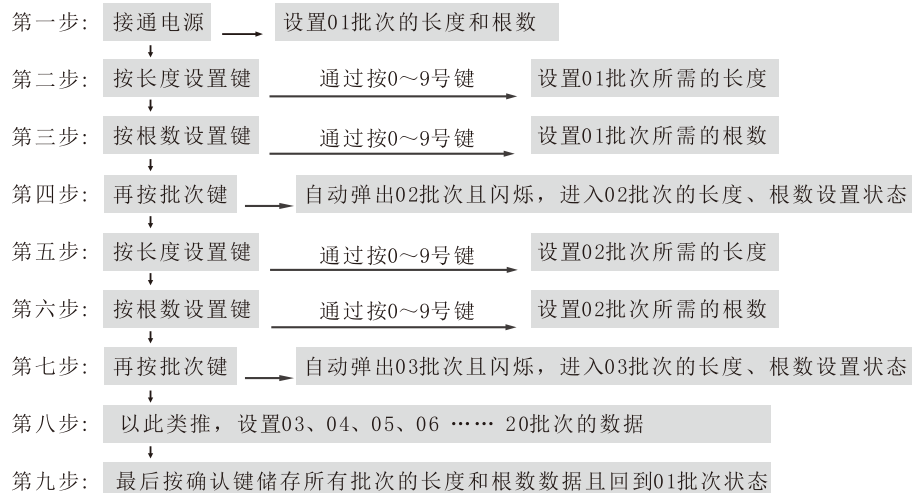 第一步: 接通电源 设置01批次的长度和根数
第二步: 按长度设置键 通过按0～9号键 设置01批次所需的长度
第三步: 按根数设置键 通过按0～9号键 设置01批次所需的根数
第四步: 再按批次键 自动弹出02批次且闪烁，进入02批次的长度、根数设置状态
第五步: 按长度设置键 通过按0～9号键 设置02批次所需的长度
第六步: 按根数设置键 通过按0～9号键 设置02批次所需的根数
第七步: 再按批次键 自动弹出03批次且闪烁，进入03批次的长度、根数设置状态
第八步: 以此类推，设置03、04、05、06 …… 20批次的数据
第九步: 最后按确认键储存所有批次的长度和根数数据且回到01批次状态